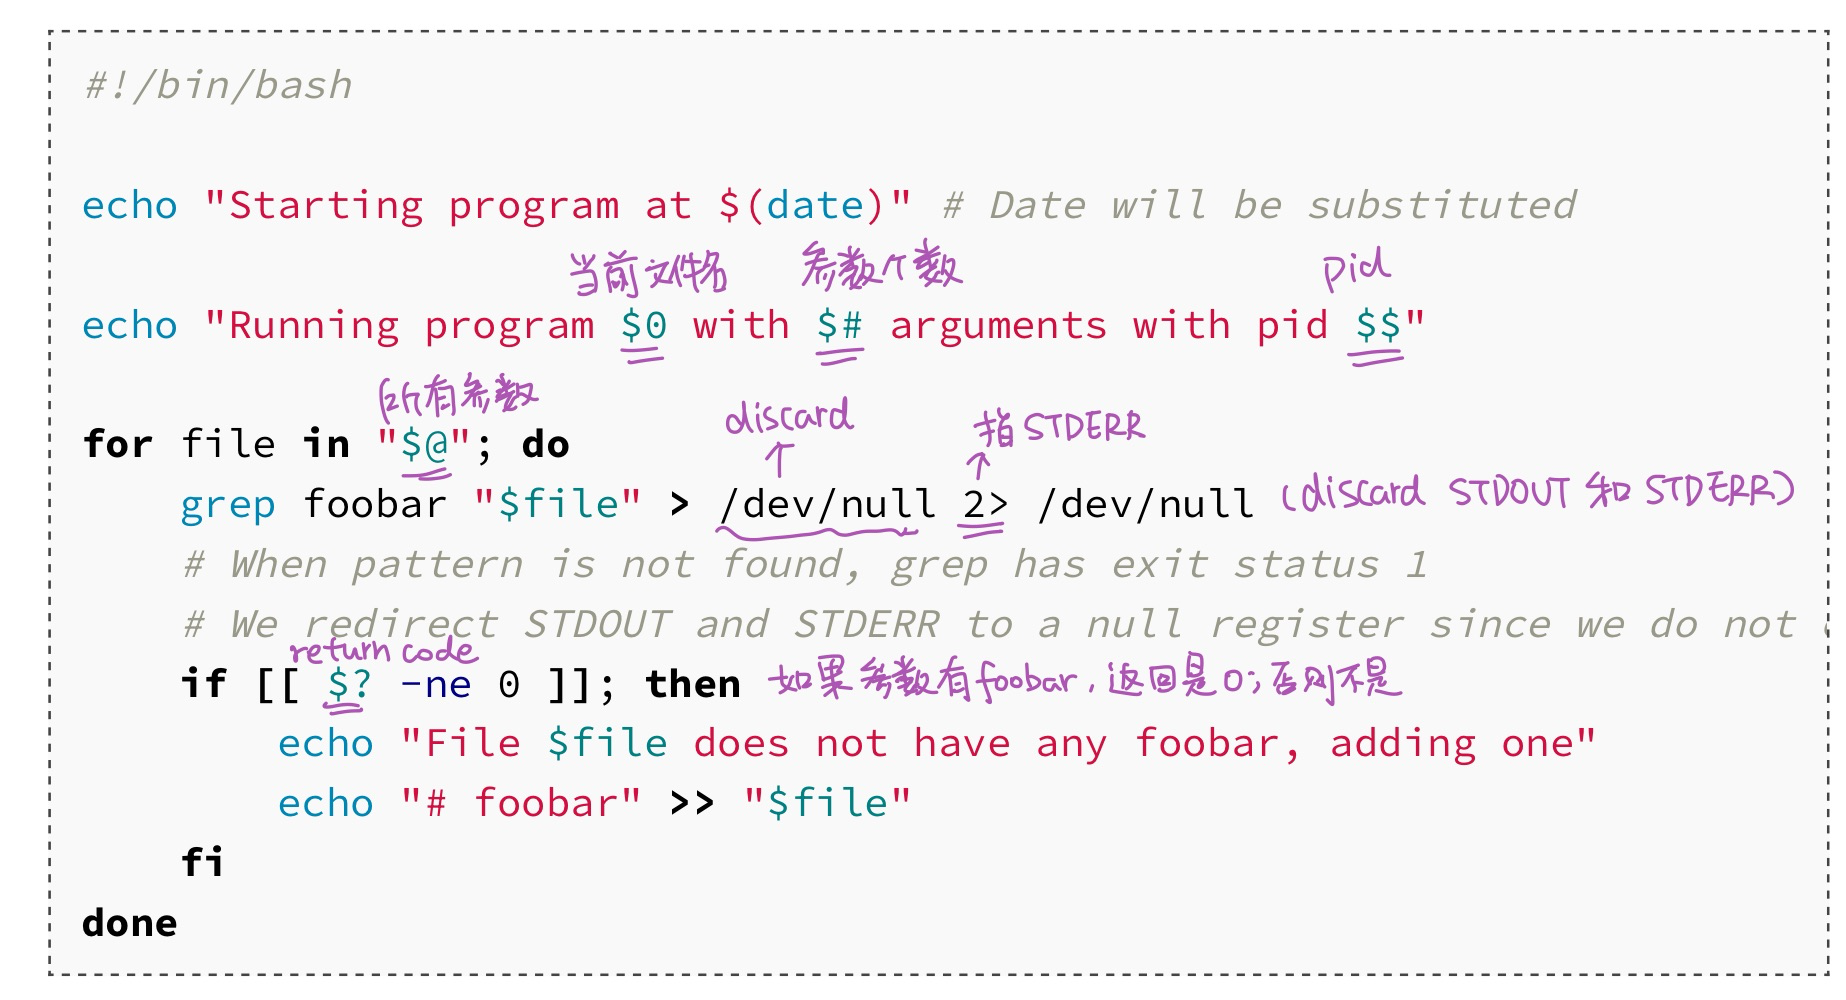 #!/bin/bash
echo "Starting program at $(date)" # Date will be substituted
当前文件名 参数个数 pid
echo "Running program $0 with $# arguments with pid $$"
所有参数
discard 指STDERR
for file in "$@"; do
grep foobar "$file" > /dev/null 2> /dev/null (discard STDOUT 和 STDERR)
# When pattern is not found, grep has exit status 1
# We redirect STDOUT and STDERR to a null register since we do not
return code
if [[ $? -ne 0 ]]; then 如果参数有foobar,返回是0;否则不是
echo "File $file does not have any foobar, adding one"
echo "# foobar" >> "$file"
fi
done